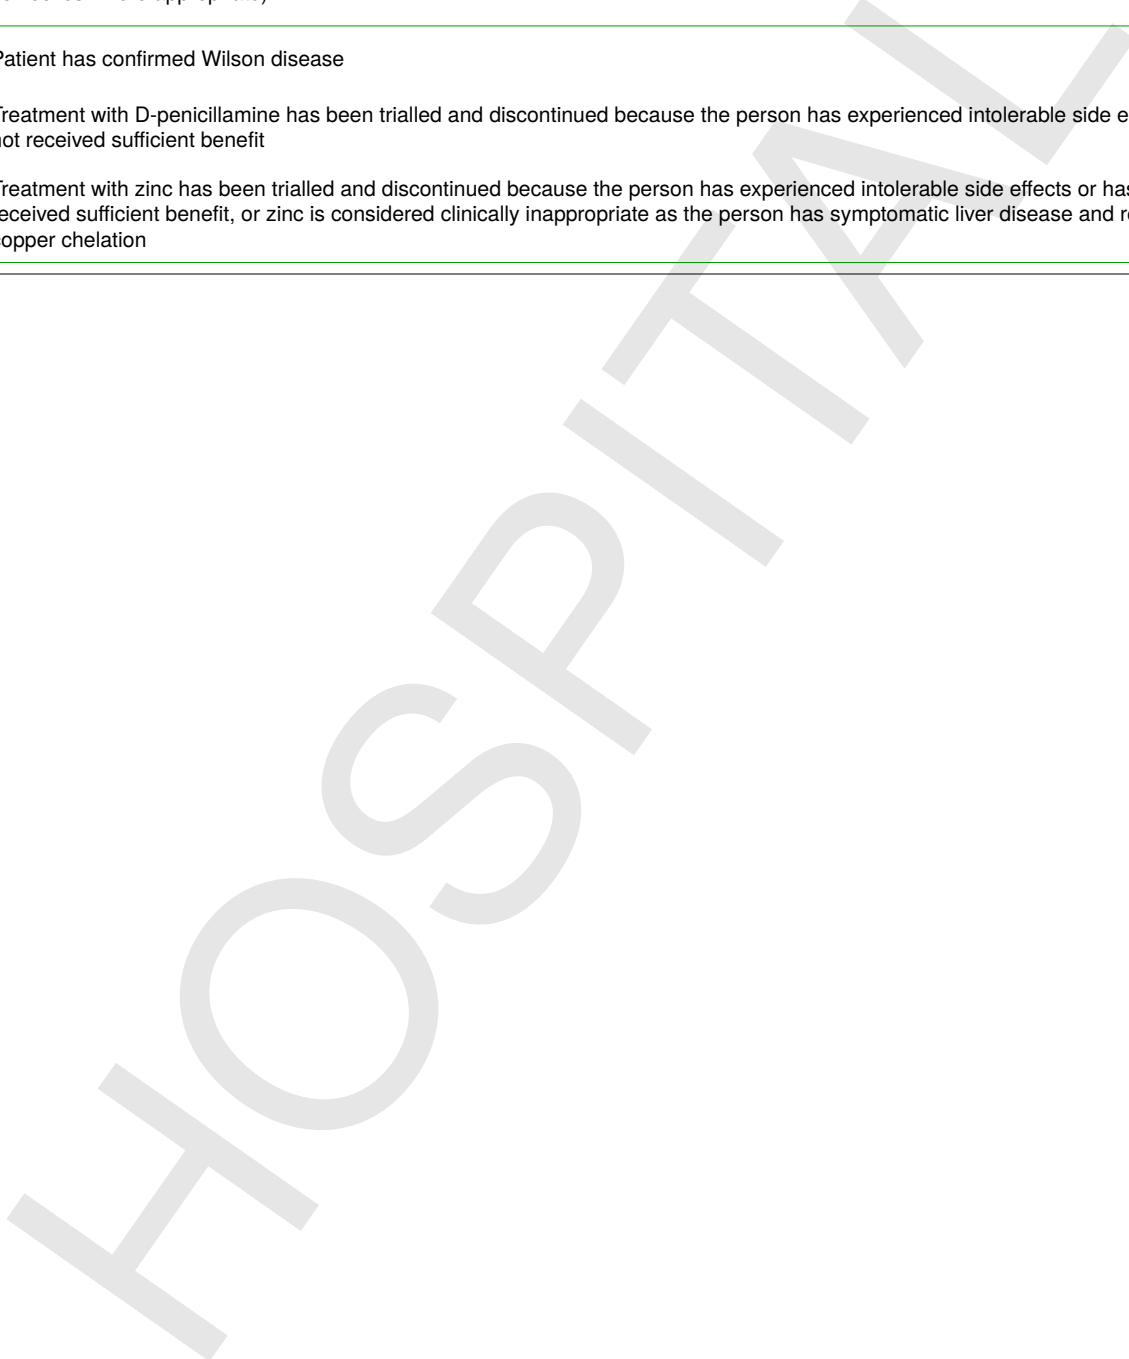 Patient has confirmed Wilson disease
Treatment with D-penicillamine has been trialled and discontinued because the person has experienced intolerable side
not received sufficient benefit
Treatment with zinc has been trialled and discontinued because the person has experienced intolerable side effects or has
received sufficient benefit, or zinc is considered clinically inappropriate as the person has symptomatic liver disease and
copper chelation
HOSPITAL